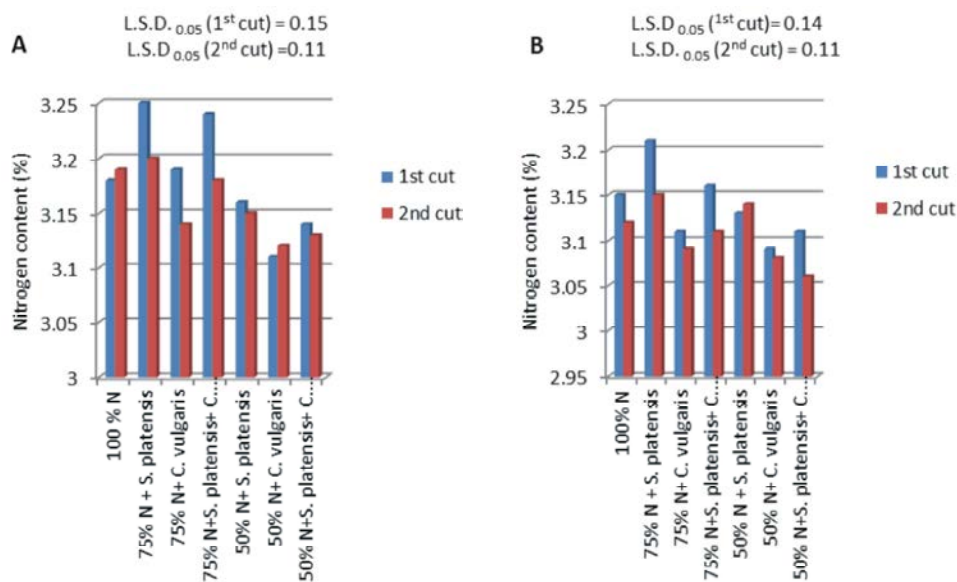 A
L.S.D. 0.05 (1st cut) = 0.15
L.S.D 0.05 (2nd cut) =0.11
Nitrogen content (%)
3.25
3.2
3.15
3.1
3.05
3
100 % N
75% N + S. platensis
75% N+ C. vulgaris
75% N+S. platensis+ C....
50% N+ S. platensis
50% N+ C. vulgaris
50% N+S. platensis+ C....
1st cut
2nd cut
B
L.S.D. 0.05 (1st cut)= 0.14
L.S.D. 0.05 (2nd cut) = 0.11
Nitrogen content (%)
3.25
3.2
3.15
3.1
3.05
3
2.95
100% N
75% N + S. platensis
75% N+ C. vulgaris
75% N+S. platensis+ C...
50% N + S. platensis
50% N+ C. vulgaris
50% N+S. platensis+ C...
1st cut
2nd cut